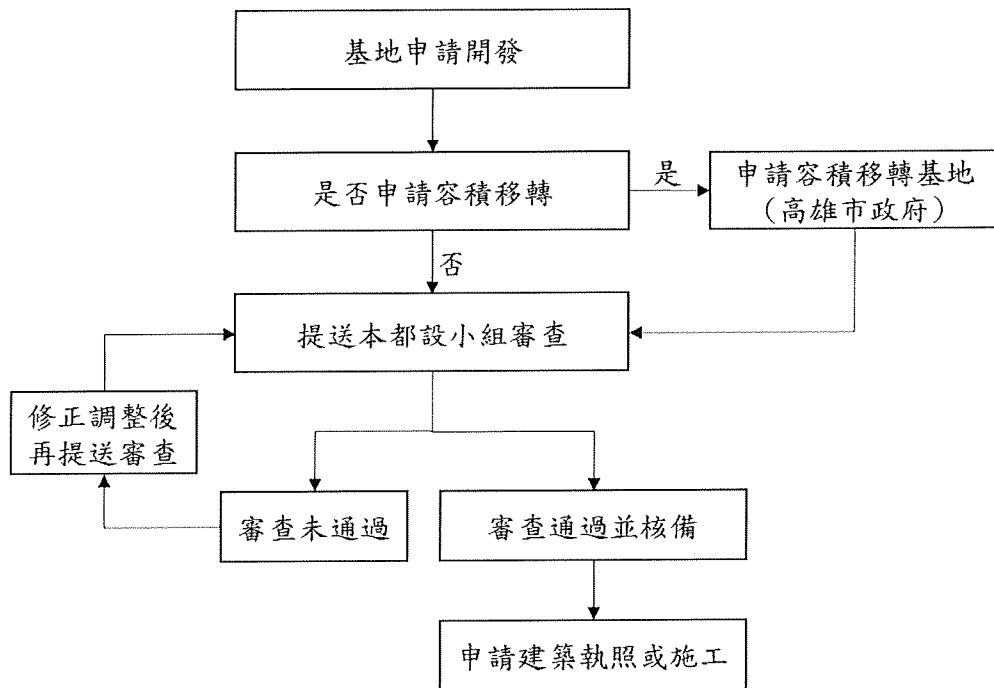 基地申請開發
是否申請容積移轉
是
申請容積移轉基地
(高雄市政府)
否
提送本都設小組審查
修正調整後
再提送審查
審查未通過
審查通過並核備
申請建築執照或施工